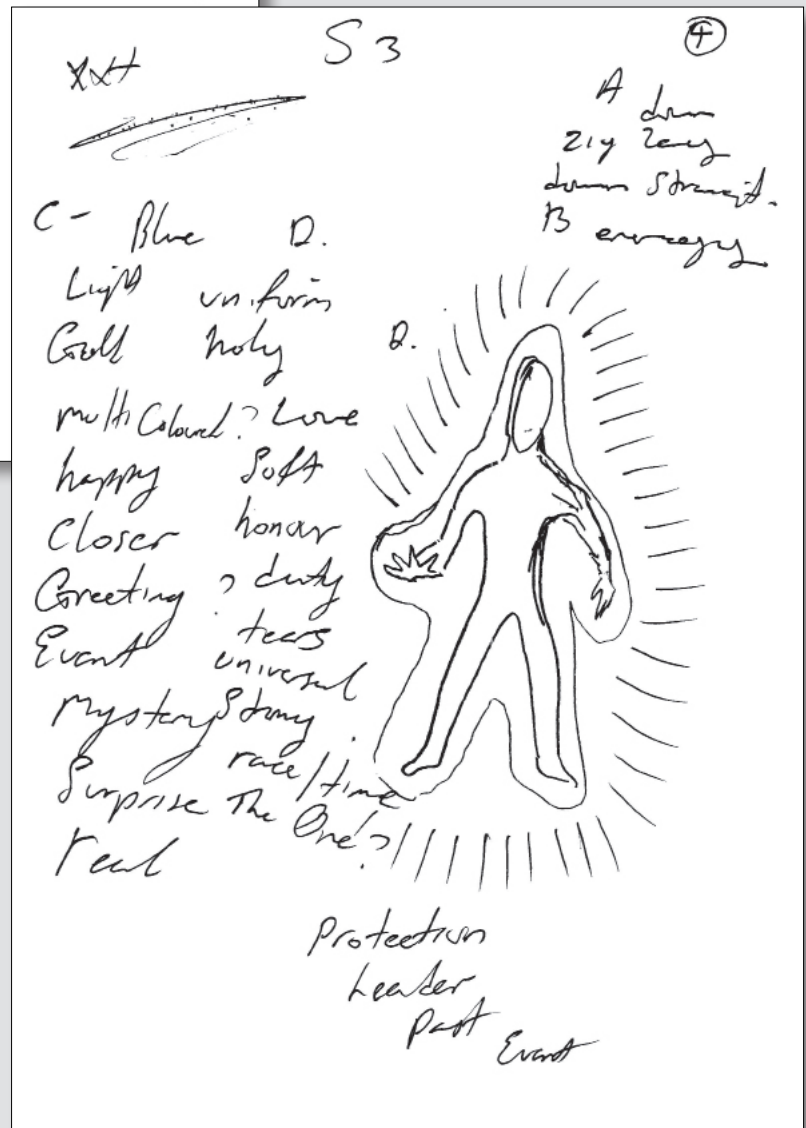 S 3
4
A down
zig zag
down straight.
B energy
C - Blue D.
Light uniform
Gold holy D.
multi Coloured? Love
happy Soft
Closer honour
Greeting ? duty
Event tears
universal
Mystery Story
race/time
Surprise The One?
real
Protection
Leader
Past
Event